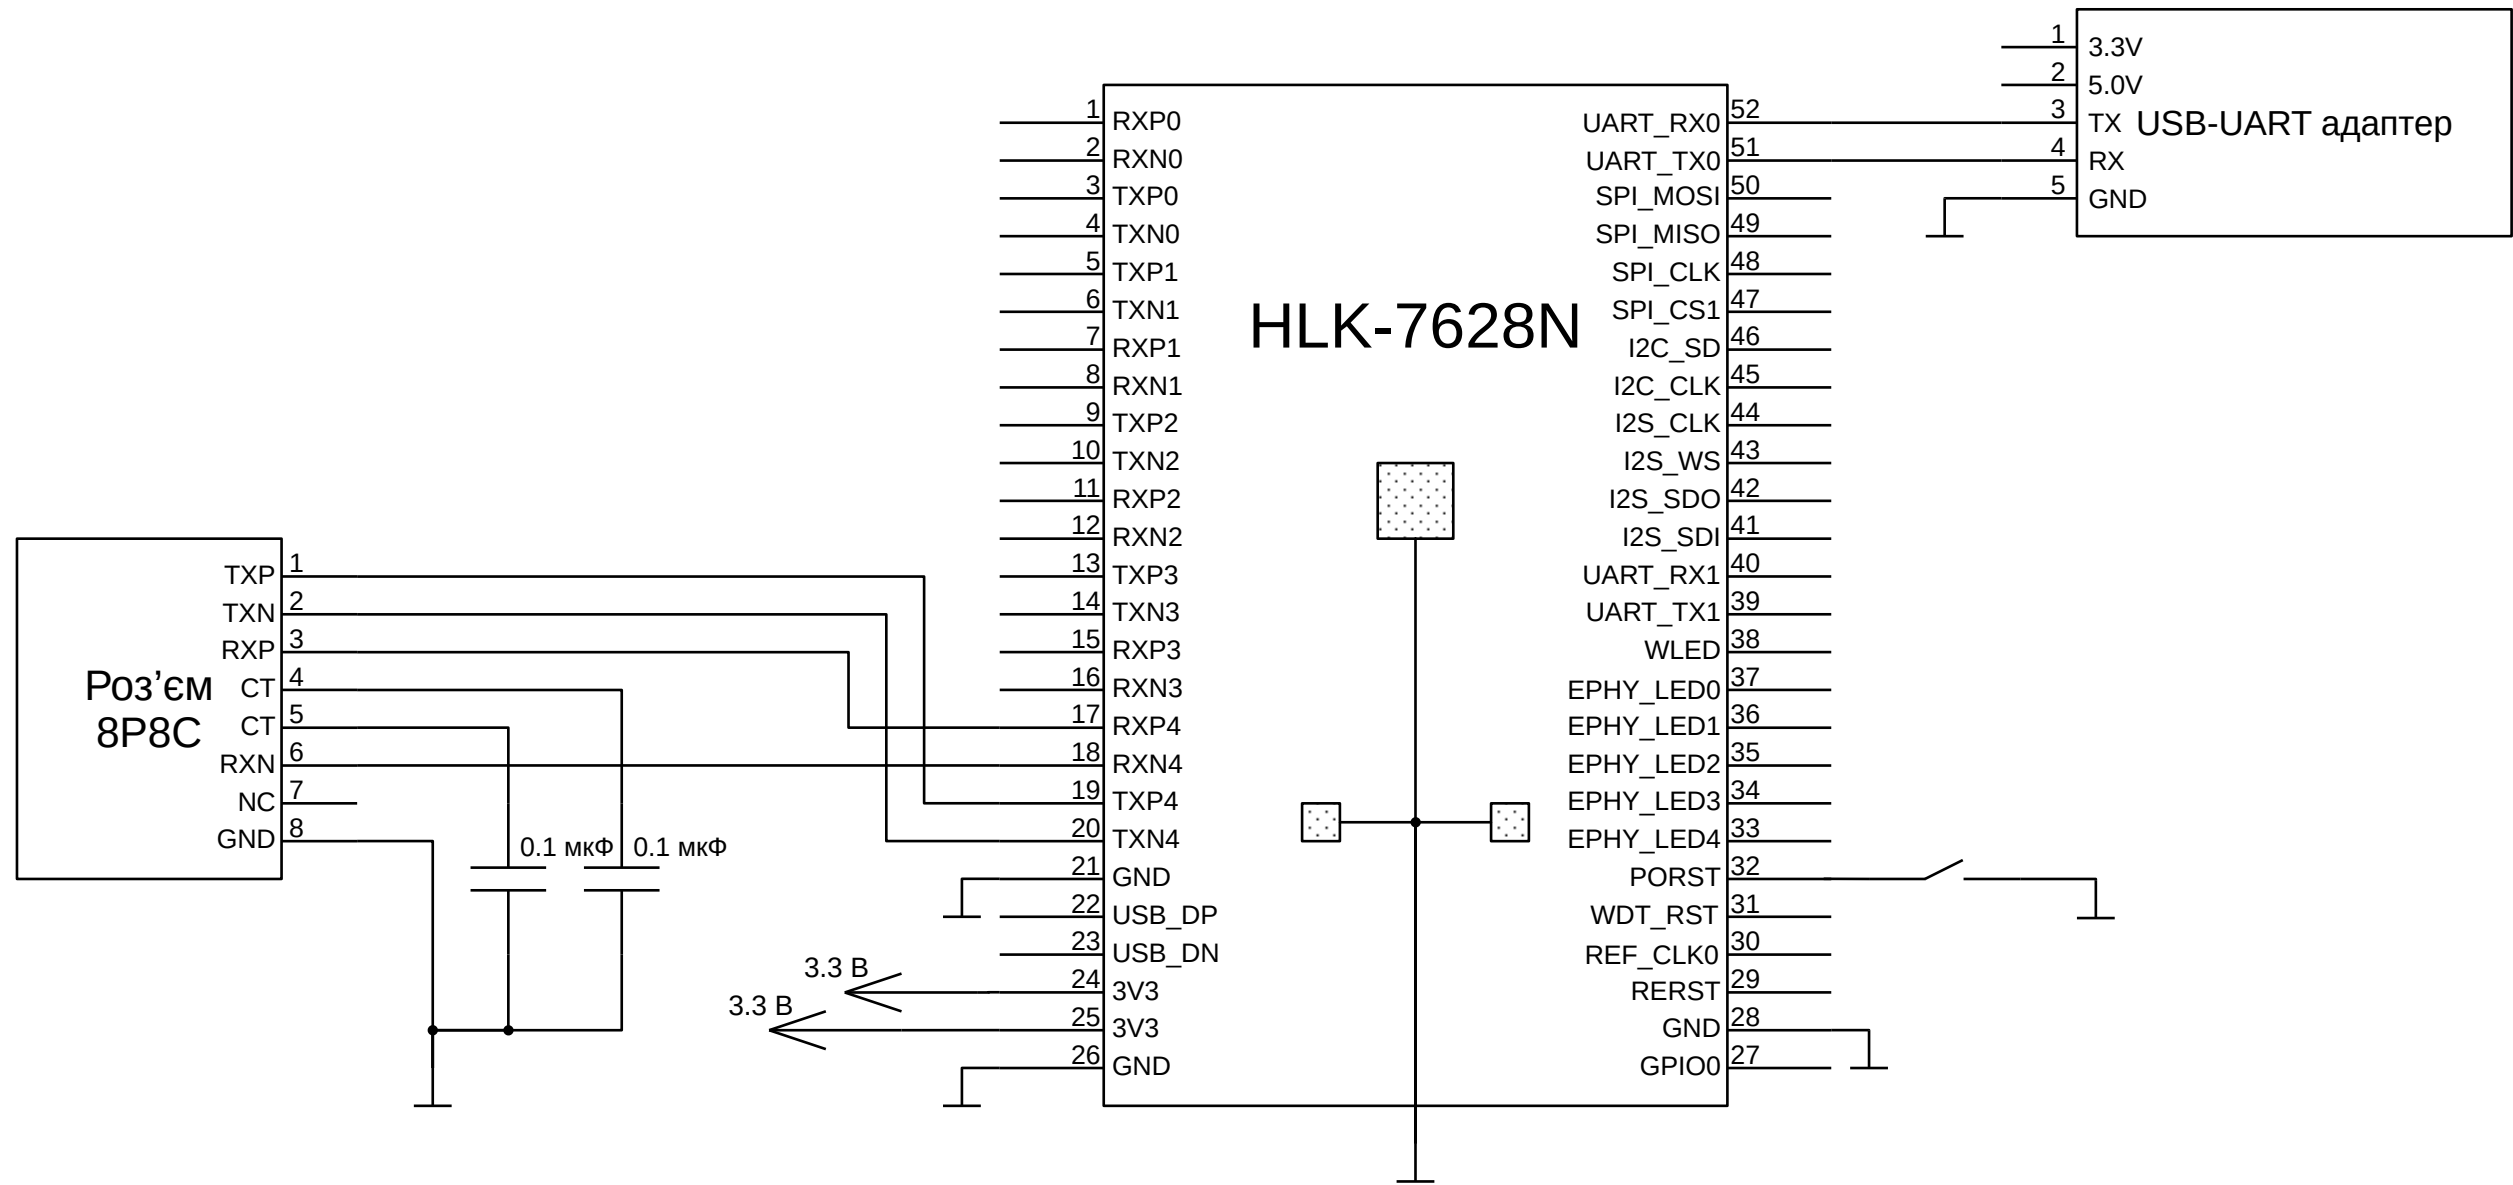 1 3.3V
2 5.0V
3 TX
USB-UART адаптер
4 RX
5 GND
HLK-7628N
1 RXP0
2 RXN0
3 TXP0
4 TXN0
5 TXP1
6 TXN1
7 RXP1
8 RXN1
9 TXP2
10 TXN2
11 RXP2
12 RXN2
13 TXP3
14 TXN3
15 RXP3
16 RXN3
17 RXP4
18 RXN4
19 TXP4
20 TXN4
21 GND
22 USB_DP
23 USB_DN
24 3V3
25 3V3
26 GND
UART_RX0 52
UART_TX0 51
SPI_MOSI 50
SPI_MISO 49
SPI_CLK 48
SPI_CS1 47
I2C_SD 46
I2C_CLK 45
I2S_CLK 44
I2S_WS 43
I2S_SDO 42
I2S_SDI 41
UART_RX1 40
UART_TX1 39
WLED 38
EPHY_LED0 37
EPHY_LED1 36
EPHY_LED2 35
EPHY_LED3 34
EPHY_LED4 33
PORST 32
WDT_RST 31
REF_CLK0 30
RERST 29
GND 28
GPIO0 27
Роз’єм
8P8C
TXP 1
TXN 2
RXP 3
CT 4
CT 5
RXN 6
NC 7
GND 8
0.1 мкФ
0.1 мкФ
3.3 В
3.3 В